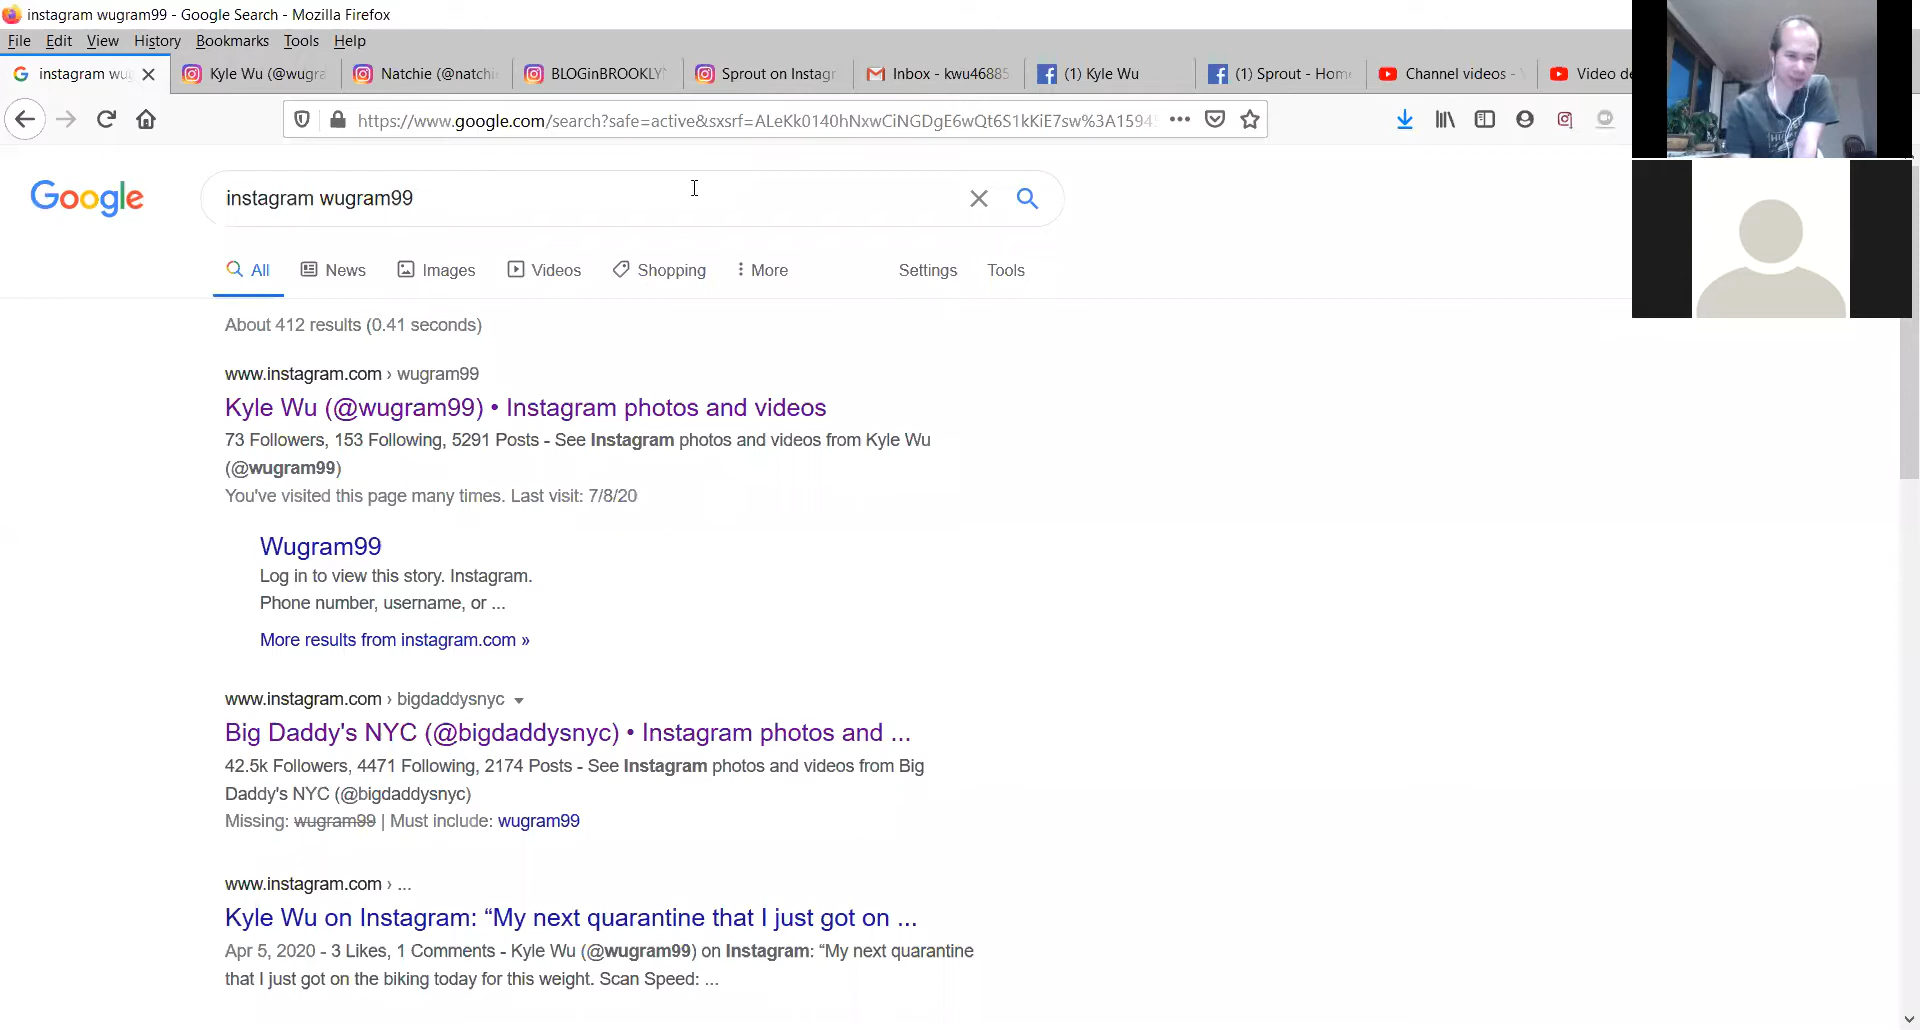 instagram wugram99 - Google Search - Mozilla Firefox
File Edit View History Bookmarks Tools Help
instagram wug Kyle Wu (@wugra Natchie (@natchi BLOGinBROOKLY Sprout on Instagr Inbox - kwu46885 (1) Kyle Wu (1) Sprout - Home Channel videos - Video de
https://www.google.com/search?safe=active&sxsrf=ALeKk0140hNxwCiNGDgE6wQt6S1kKiE7sw%3A1594
Google
instagram wugram99
All News Images Videos Shopping More Settings Tools
About 412 results (0.41 seconds)
www.instagram.com › wugram99
Kyle Wu (@wugram99) • Instagram photos and videos
73 Followers, 153 Following, 5291 Posts - See Instagram photos and videos from Kyle Wu
(@wugram99)
You've visited this page many times. Last visit: 7/8/20
Wugram99
Log in to view this story. Instagram.
Phone number, username, or ...
More results from instagram.com »
www.instagram.com › bigdaddysnyc
Big Daddy's NYC (@bigdaddysnyc) • Instagram photos and ...
42.5k Followers, 4471 Following, 2174 Posts - See Instagram photos and videos from Big
Daddy's NYC (@bigdaddysnyc)
Missing: wugram99 | Must include: wugram99
www.instagram.com › ...
Kyle Wu on Instagram: “My next quarantine that I just got on ...
Apr 5, 2020 - 3 Likes, 1 Comments - Kyle Wu (@wugram99) on Instagram: “My next quarantine
that I just got on the biking today for this weight. Scan Speed: ...